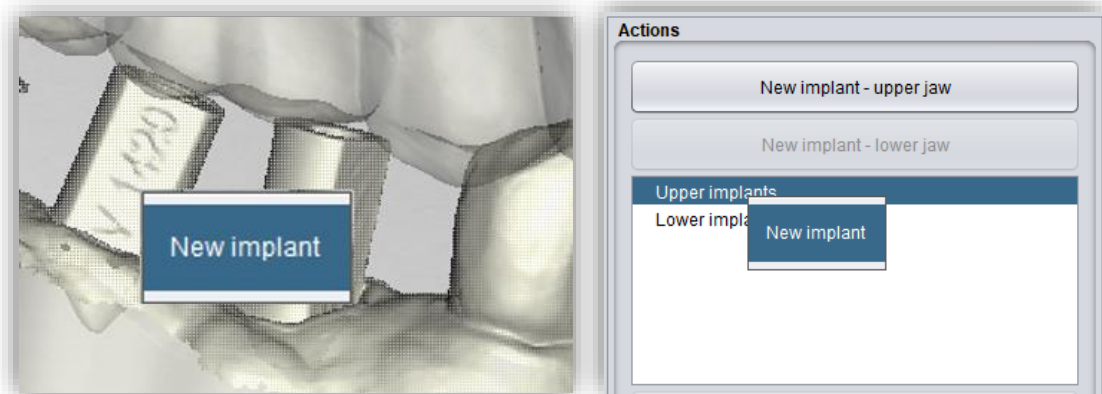 New implant
Actions
New implant - upper jaw
New implant - lower jaw
Upper implants
Lower impla
New implant